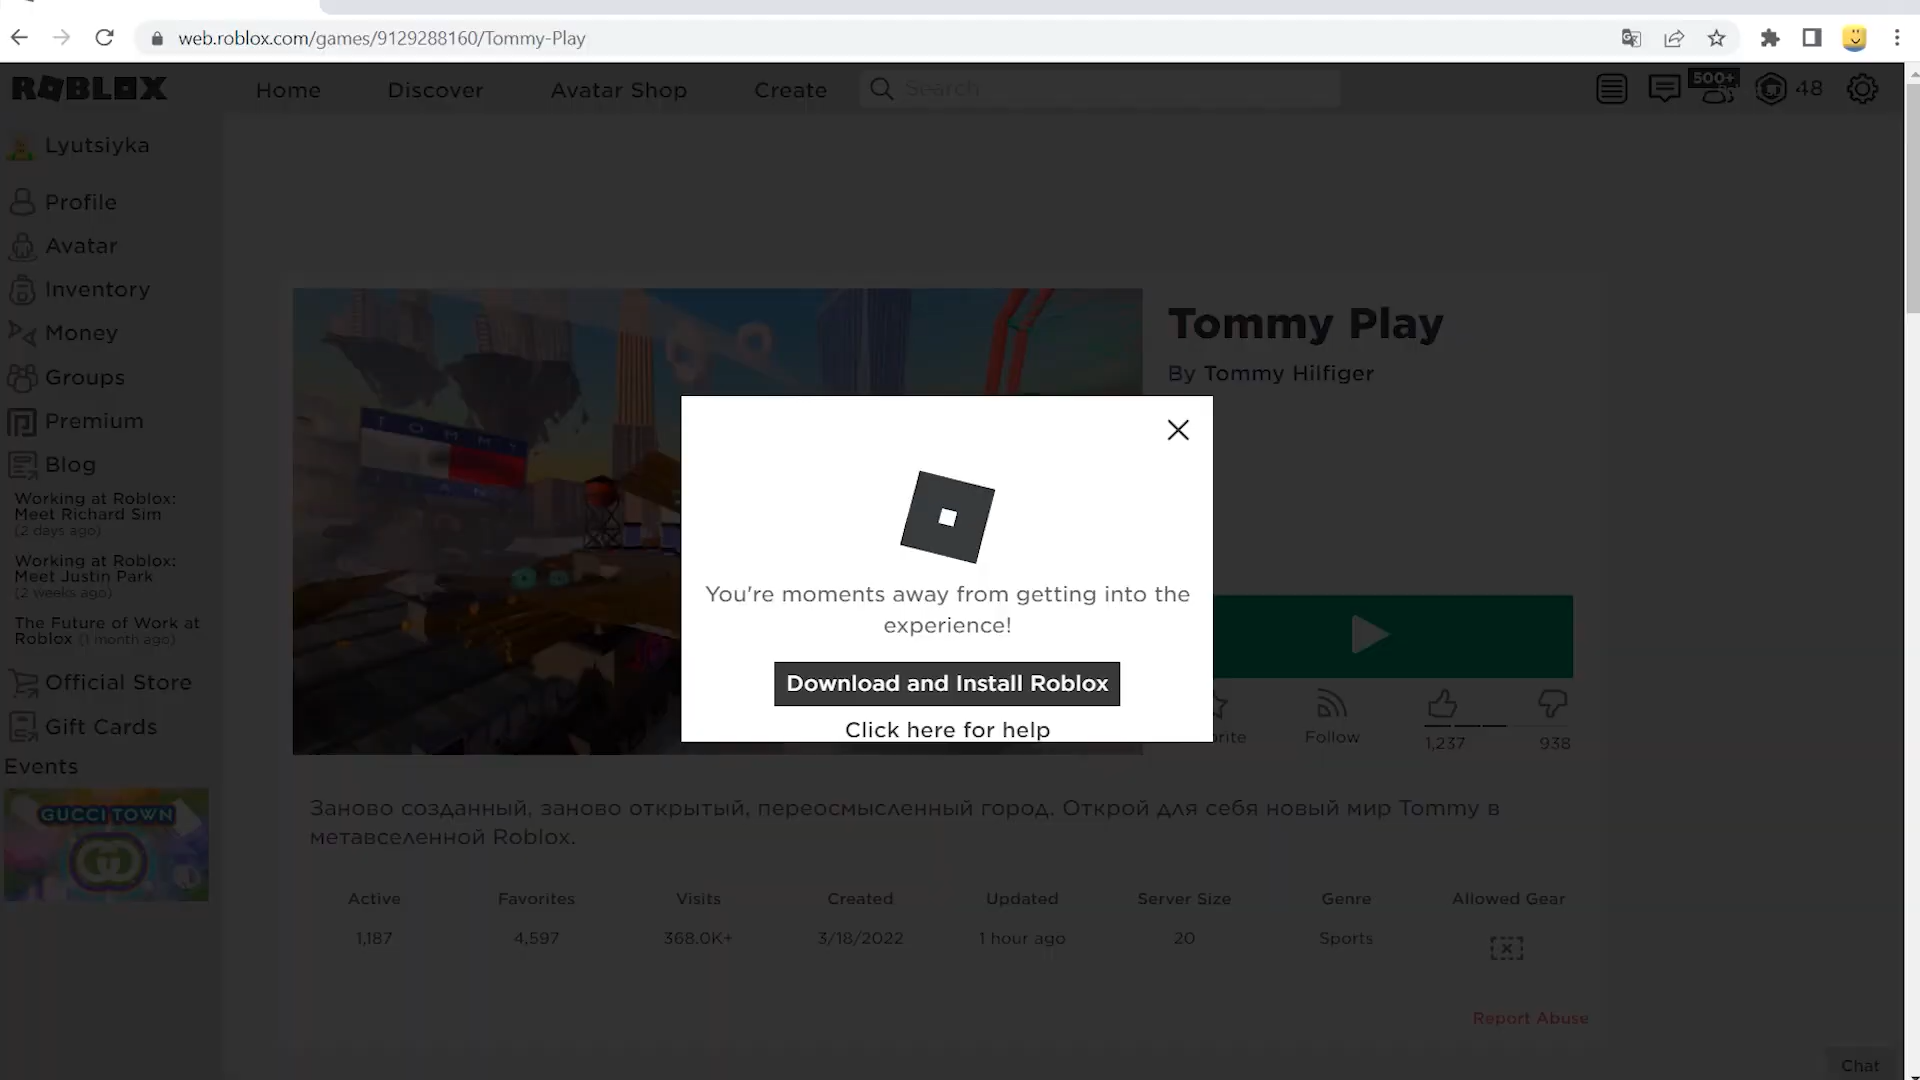 web.roblox.com/games/9129288160/Tommy-Play
ROBLOX
Home
Discover
Avatar Shop
Create
Search
500+
48
Lyutsiyka
Profile
Avatar
Inventory
Money
Groups
Premium
Blog
Working at Roblox:
Meet Richard Sim
(2 days ago)
Working at Roblox:
Meet Justin Park
(2 weeks ago)
The Future of Work at
Roblox (1 month ago)
Official Store
Gift Cards
Events
GUCCI TOWN
TOMMY
Tommy Play
By Tommy Hilfiger
You're moments away from getting into the
experience!
Download and Install Roblox
Click here for help
Follow
1,237
938
Заново созданный, заново открытый, переосмысленный город. Открой для себя новый мир Tommy в
метавселенной Roblox.
Active
Favorites
Visits
Created
Updated
Server Size
Genre
Allowed Gear
1,187
4,597
368.0K+
3/18/2022
1 hour ago
20
Sports
Report Abuse
Chat